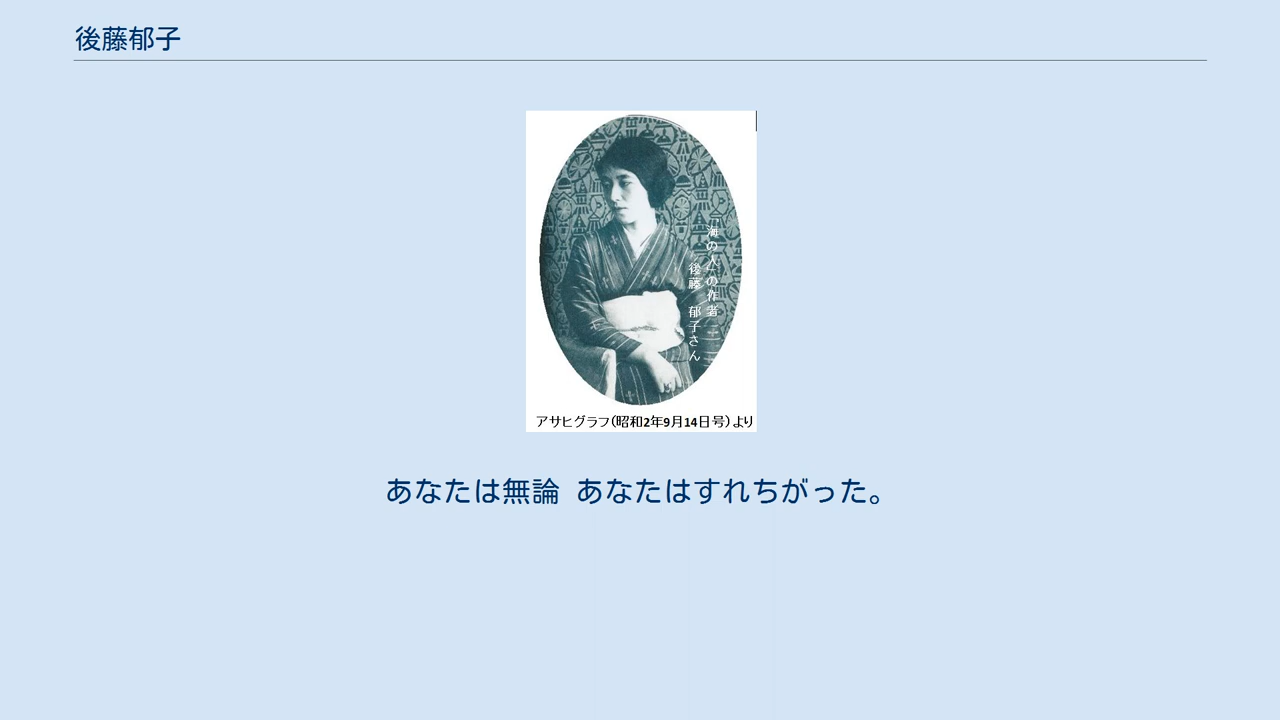 後藤郁子
「海の人」の作者
後藤 郁子さん
アサヒグラフ(昭和2年9月14日号)より
あなたは無論 あなたはすれちがった。